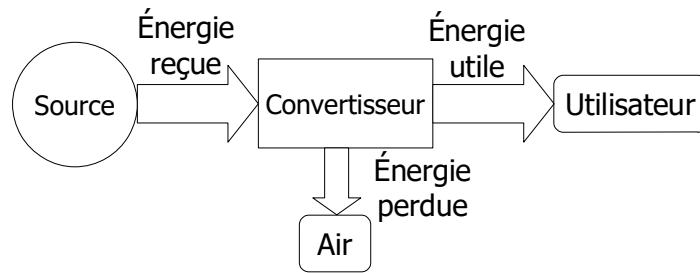 Énergie
reçue
Énergie
utile
Source
Convertisseur
Utilisateur
Énergie
perdue
Air